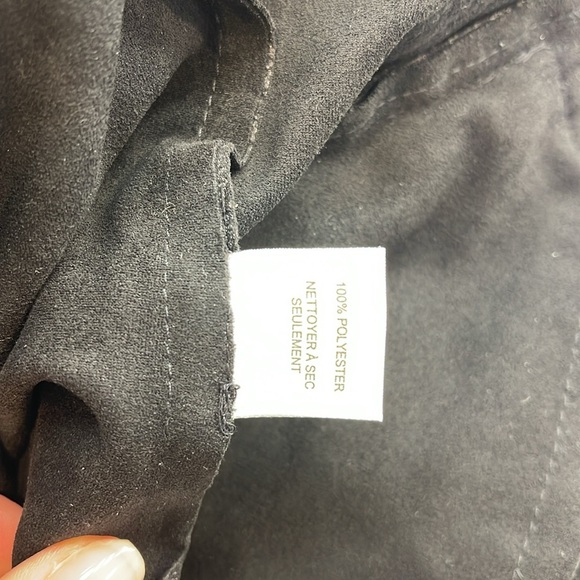 100% POLYESTER
NETTOYER À SEC
SEULEMENT